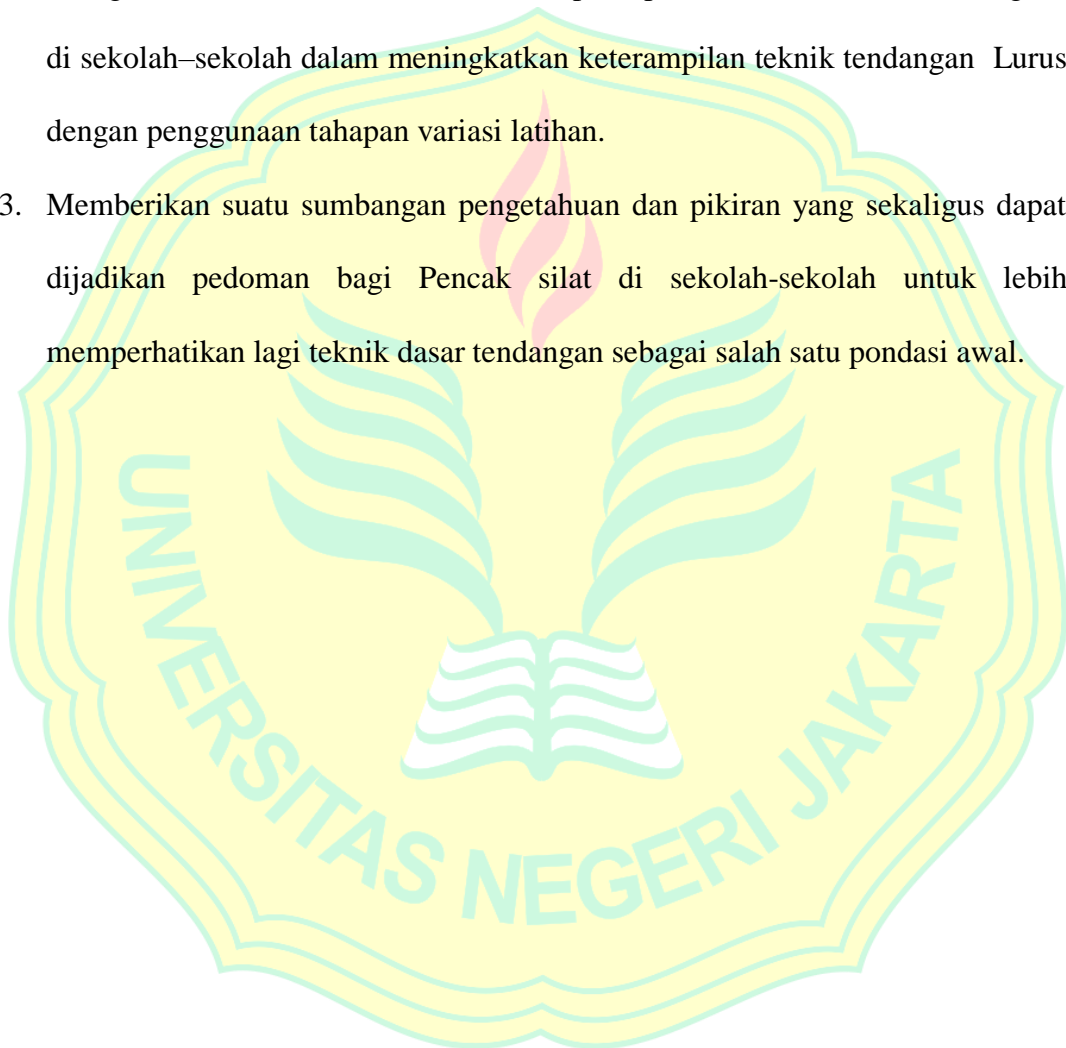 di sekolah–sekolah dalam meningkatkan keterampilan teknik tendangan Lurus
dengan penggunaan tahapan variasi latihan.
3. Memberikan suatu sumbangan pengetahuan dan pikiran yang sekaligus dapat
dijadikan pedoman bagi Pencak silat di sekolah-sekolah untuk lebih
memperhatikan lagi teknik dasar tendangan sebagai salah satu pondasi awal.
UNIVERSITAS NEGERI JAKARTA